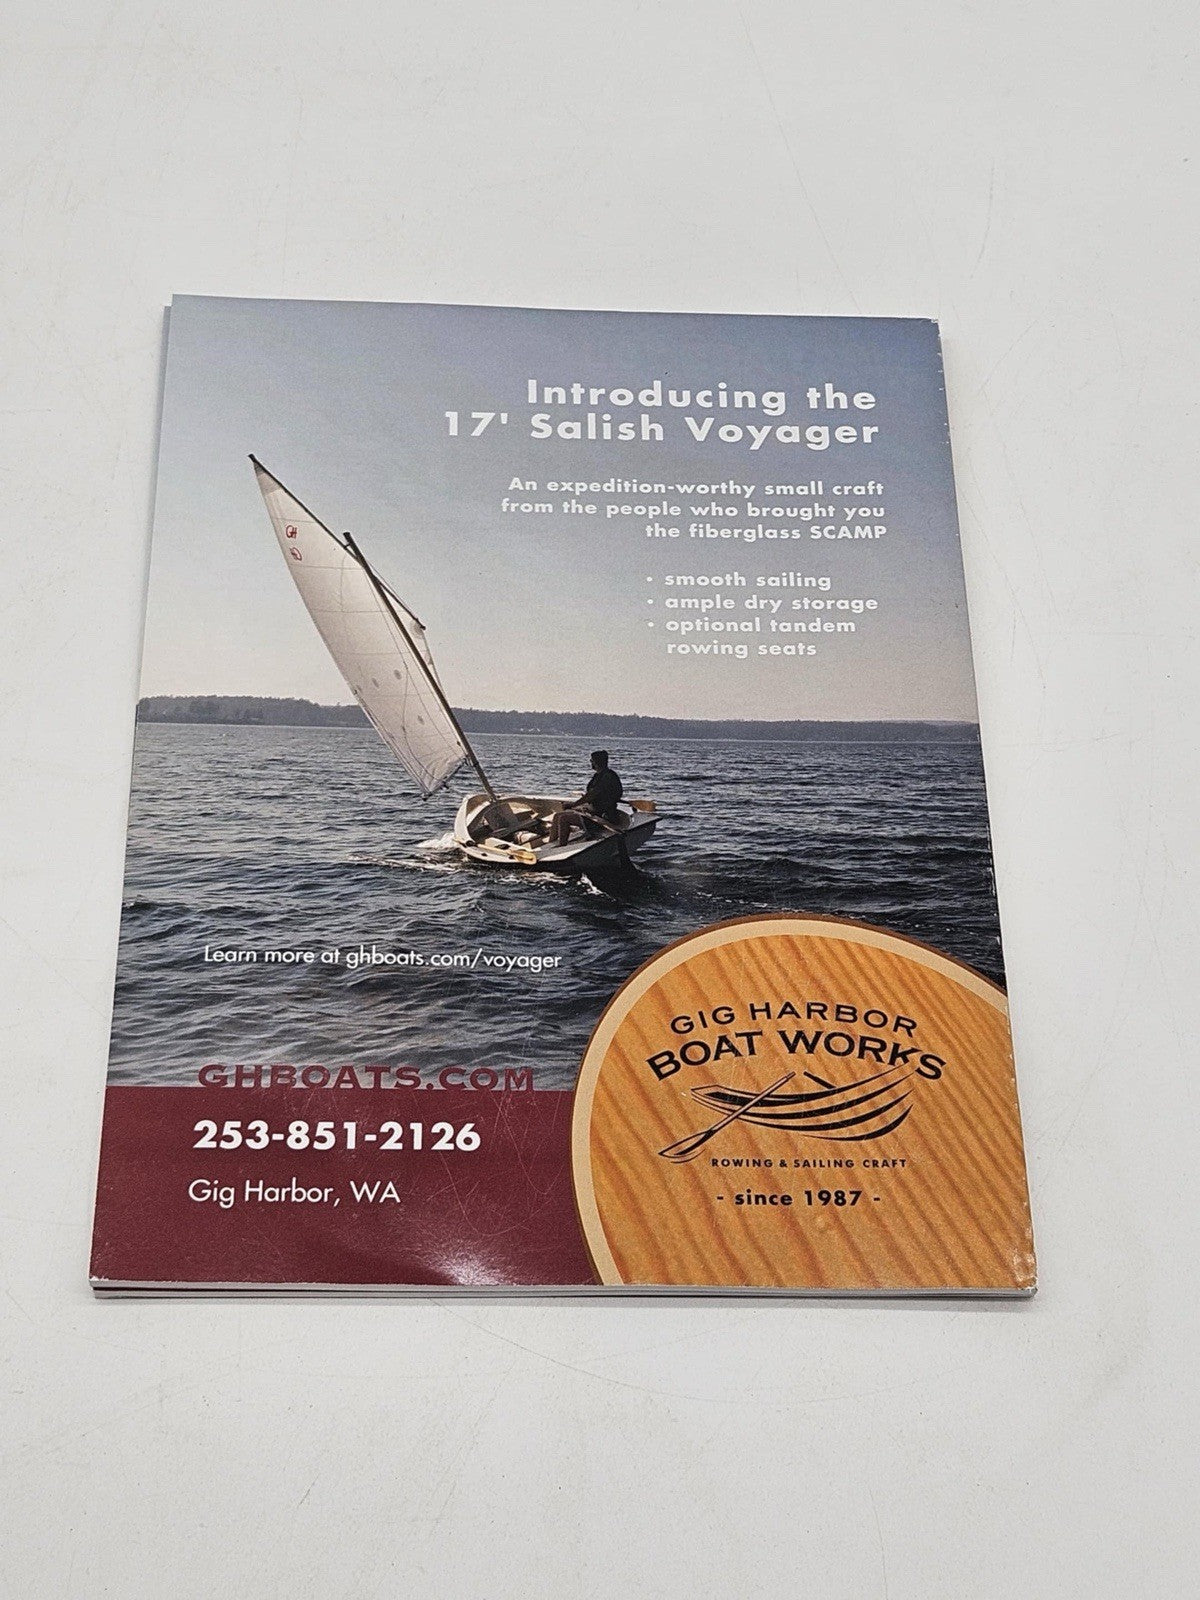 Introducing the
17' Salish Voyager
An expedition-worthy small craft
from the people who brought you
the fiberglass SCAMP
• smooth sailing
• ample dry storage
• optional tandem
rowing seats
GH
Learn more at ghboats.com/voyager
GHBOATS.COM
253-851-2126
Gig Harbor, WA
GIG HARBOR
BOAT WORKS
ROWING & SAILING CRAFT
- since 1987 -